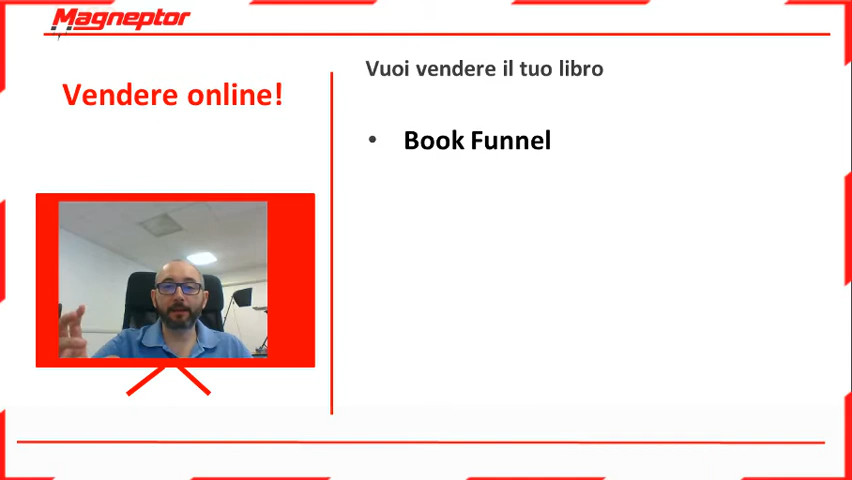 Magneptor
Vendere online!
Vuoi vendere il tuo libro
• Book Funnel